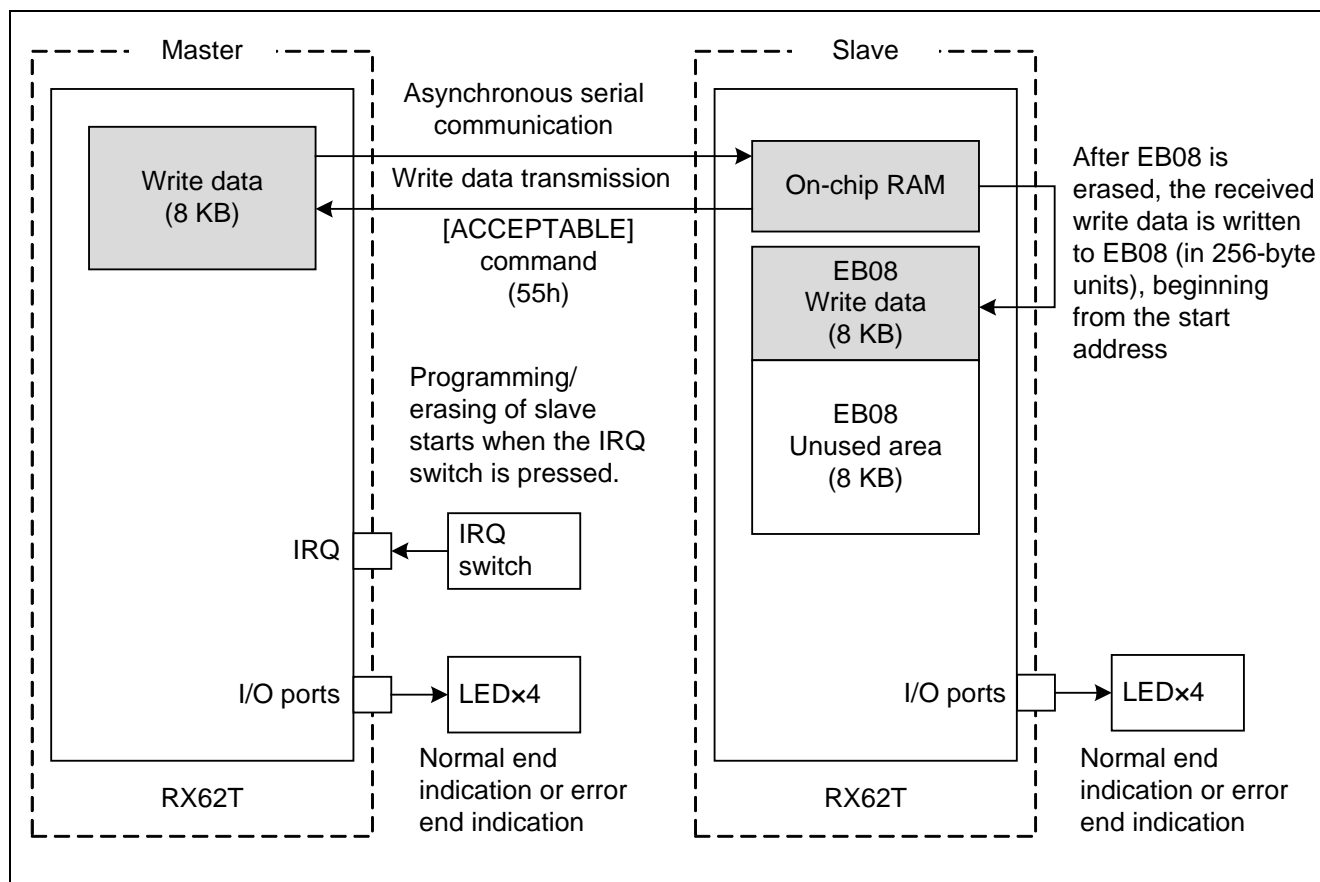 Master
Slave
Asynchronous serial
communication
Write data
(8 KB)
Write data transmission
[ACCEPTABLE]
command
(55h)
On-chip RAM
EB08
Write data
(8 KB)
EB08
Unused area
(8 KB)
After EB08 is
erased, the received
write data is written
to EB08 (in 256-byte
units), beginning
from the start
address
Programming/
erasing of slave
starts when the IRQ
switch is pressed.
IRQ
IRQ
switch
I/O ports
LED×4
I/O ports
LED×4
Normal end
indication or error
end indication
Normal end
indication or error
end indication
RX62T
RX62T